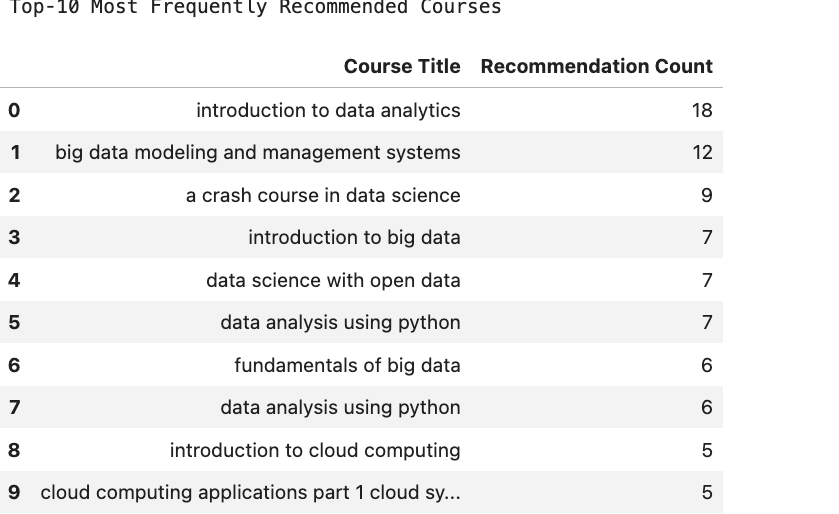 Top-10 Most Frequently Recommended Courses
Course Title Recommendation Count
0 introduction to data analytics 18
1 big data modeling and management systems 12
2 a crash course in data science 9
3 introduction to big data 7
4 data science with open data 7
5 data analysis using python 7
6 fundamentals of big data 6
7 data analysis using python 6
8 introduction to cloud computing 5
9 cloud computing applications part 1 cloud sy... 5